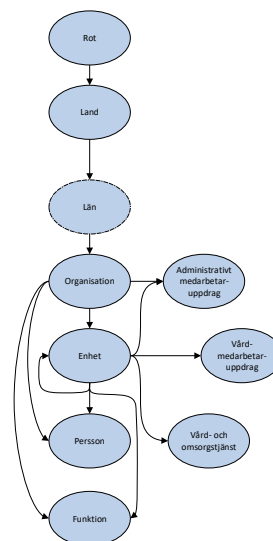 Rot
Land
Län
Organisation
Administrativt
medarbetar-
uppdrag
Enhet
Vård-
medarbetar-
uppdrag
Persson
Vård- och
omsorgstjänst
Funktion